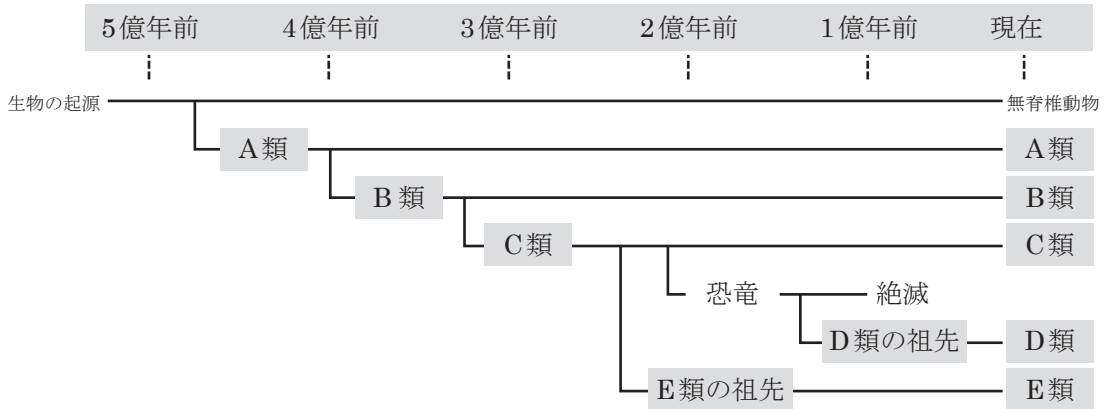 5億年前 4億年前 3億年前 2億年前 1億年前 現在
生物の起源 無脊椎動物
A類 A類
B類 B類
C類 C類
恐竜 絶滅
D類の祖先 D類
E類の祖先 E類